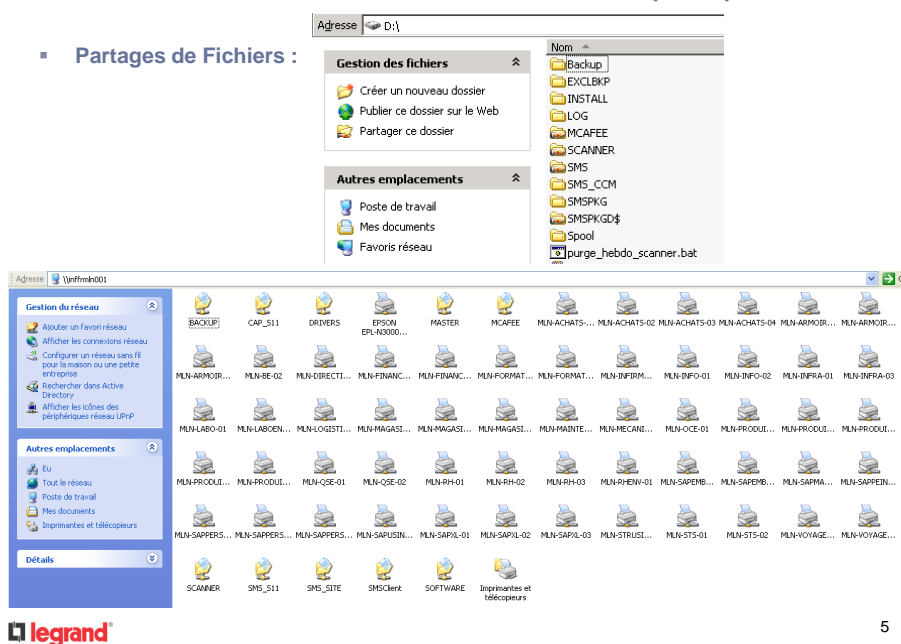 Adresse D:\
Partages de Fichiers :
Gestion des fichiers
Créer un nouveau dossier
Publier ce dossier sur le Web
Partager ce dossier
Autres emplacements
Poste de travail
Mes documents
Favoris réseau
Nom
Backup
EXCLBKP
INSTALL
LOG
MCAFEE
SCANNER
SMS
SMS_CCM
SMSPKG
SMSPKGD$
Spool
purge_hebdo_scanner.bat
Adresse \\inffrmln001
Gestion du réseau
Ajouter un favori réseau
Afficher les connexions réseau
Configurer un réseau sans fil
pour la maison ou une petite
entreprise
Rechercher dans Active
Directory
Afficher les icônes des
périphériques réseau UPnP
Autres emplacements
Eu
Tout le réseau
Poste de travail
Mes documents
Imprimantes et télécopieurs
Détails
BACKUP CAP_S11 DRIVERS EPSON EPL-N3000... MASTER MCAFEE MLN-ACHATS-... MLN-ACHATS-02 MLN-ACHATS-03 MLN-ACHATS-04 MLN-ARMOIR... MLN-ARMOIR...
MLN-ARMOIR... MLN-BE-02 MLN-DIRECTI... MLN-FINANC... MLN-FINANC... MLN-FORMAT... MLN-FORMAT... MLN-INFIRM... MLN-INFO-01 MLN-INFO-02 MLN-INFRA-01 MLN-INFRA-03
MLN-LABO-01 MLN-LABOEN... MLN-LOGISTI... MLN-MAGASI... MLN-MAGASI... MLN-MAGASI... MLN-MAINTE... MLN-MECANI... MLN-OCE-01 MLN-PRODUI... MLN-PRODUI... MLN-PRODUI...
MLN-PRODUI... MLN-PRODUI... MLN-QSE-01 MLN-QSE-02 MLN-RH-01 MLN-RH-02 MLN-RH-03 MLN-RHENV-01 MLN-SAPEMB... MLN-SAPEMB... MLN-SAPMA... MLN-SAPPEIN...
MLN-SAPPERS... MLN-SAPPERS... MLN-SAPPERS... MLN-SAPUSIN... MLN-SAPXL-01 MLN-SAPXL-02 MLN-SAPXL-03 MLN-STRUSI... MLN-STS-01 MLN-STS-02 MLN-VOYAGE... MLN-VOYAGE...
SCANNER SMS_S11 SMS_SITE SMSClient SOFTWARE Imprimantes et télécopieurs
legrand®
5